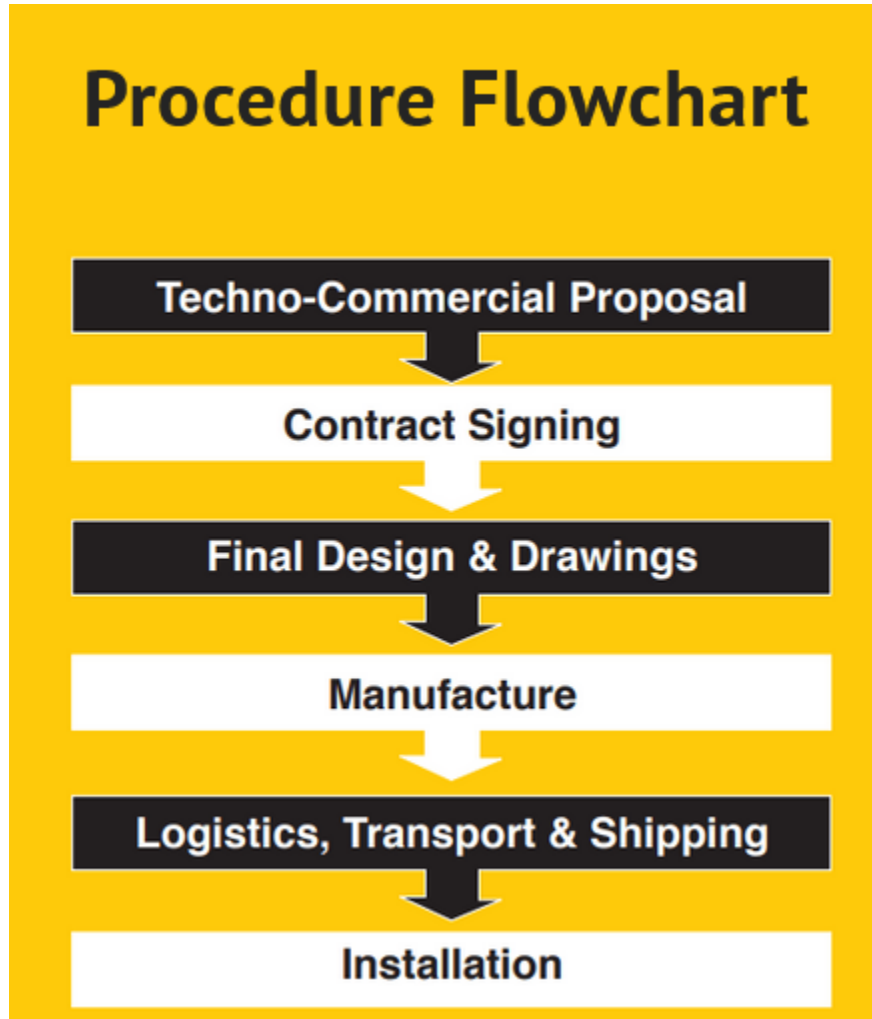 Procedure Flowchart
Techno-Commercial Proposal
Contract Signing
Final Design & Drawings
Manufacture
Logistics, Transport & Shipping
Installation